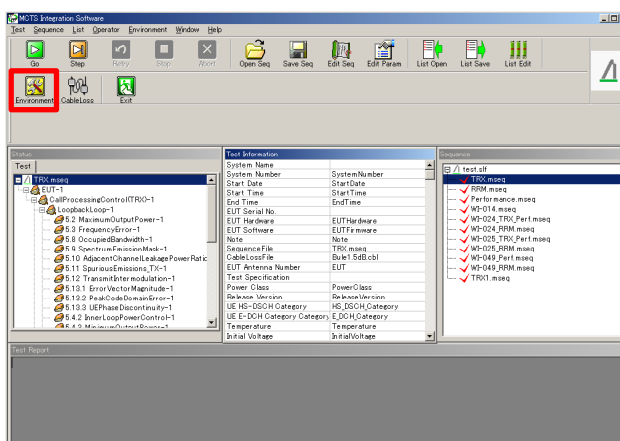 MCTS Integration Software
Test Sequence List Operator Environment Window Help
Go Step Retry Stop Abort Open Seq Save Seq Edit Seq Edit Param List Open List Save List Edit
Environment CableLoss Exit
Status
Test
TRX.mseq
EUT-1
CallProcessingControl(TRX)-1
LoopbackLoop-1
5.2 MaximumOutputPower-1
5.3 FrequencyError-1
5.8 OccupiedBandwidth-1
5.9 SpectrumEmissionMask-1
5.10 AdjacentChannelLeakagePowerRatio
5.11 SpuriousEmissions_TX-1
5.12 TransmitIntermodulation-1
5.13.1 ErrorVectorMagnitude-1
5.13.2 PeakCodeDomainError-1
5.13.3 UEPhaseDiscontinuity-1
5.4.2 InnerLoopPowerControl-1
5.4.3 MinimumOutputPower-1
Test Information
System Name
System Number SystemNumber
Start Date StartDate
Start Time StartTime
End Time EndTime
EUT Serial No.
EUT Hardware EUTHardware
EUT Software EUTFirmware
Note Note
SequenceFile TRX.mseq
CableLossFile Bule1.5dB.cbl
EUT Antenna Number EUT
Test Specification
Power Class PowerClass
Release Version ReleaseVersion
UE HS-DSCH Category HS_DSCH_Category
UE E-DCH Category Category E_DCH_Category
Temperature Temperature
Initial Voltage InitialVoltage
Sequence
test.slf
TRX.mseq
RRM.mseq
Performance.mseq
WI-014.mseq
WI-024_TRX_Perf.mseq
WI-024_RRM.mseq
WI-025_TRX_Perf.mseq
WI-025_RRM.mseq
WI-049_Perf.mseq
WI-049_RRM.mseq
TRX1.mseq
Test Report